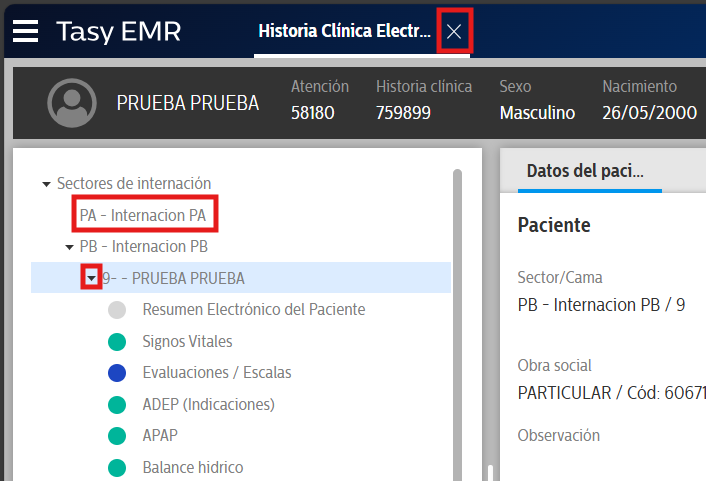 Tasy EMR
Historia Clínica Electr...
PRUEBA PRUEBA
Atención
58180
Historia clínica
759899
Sexo
Masculino
Nacimiento
26/05/2000
Sectores de internación
PA - Internacion PA
PB - Internacion PB
9- - PRUEBA PRUEBA
Resumen Electrónico del Paciente
Signos Vitales
Evaluaciones / Escalas
ADEP (Indicaciones)
APAP
Balance hidrico
Datos del paci...
Paciente
Sector/Cama
PB - Internacion PB / 9
Obra social
PARTICULAR / Cód: 60671
Observación